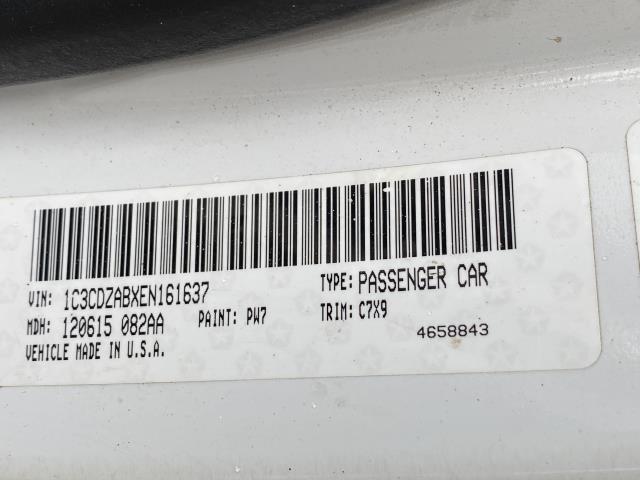 VIN: 1C3CDZABXEN161637 TYPE: PASSENGER CAR
MDH: 120615 082AA PAINT: PW7 TRIM: C7X9
VEHICLE MADE IN U.S.A. 4658843